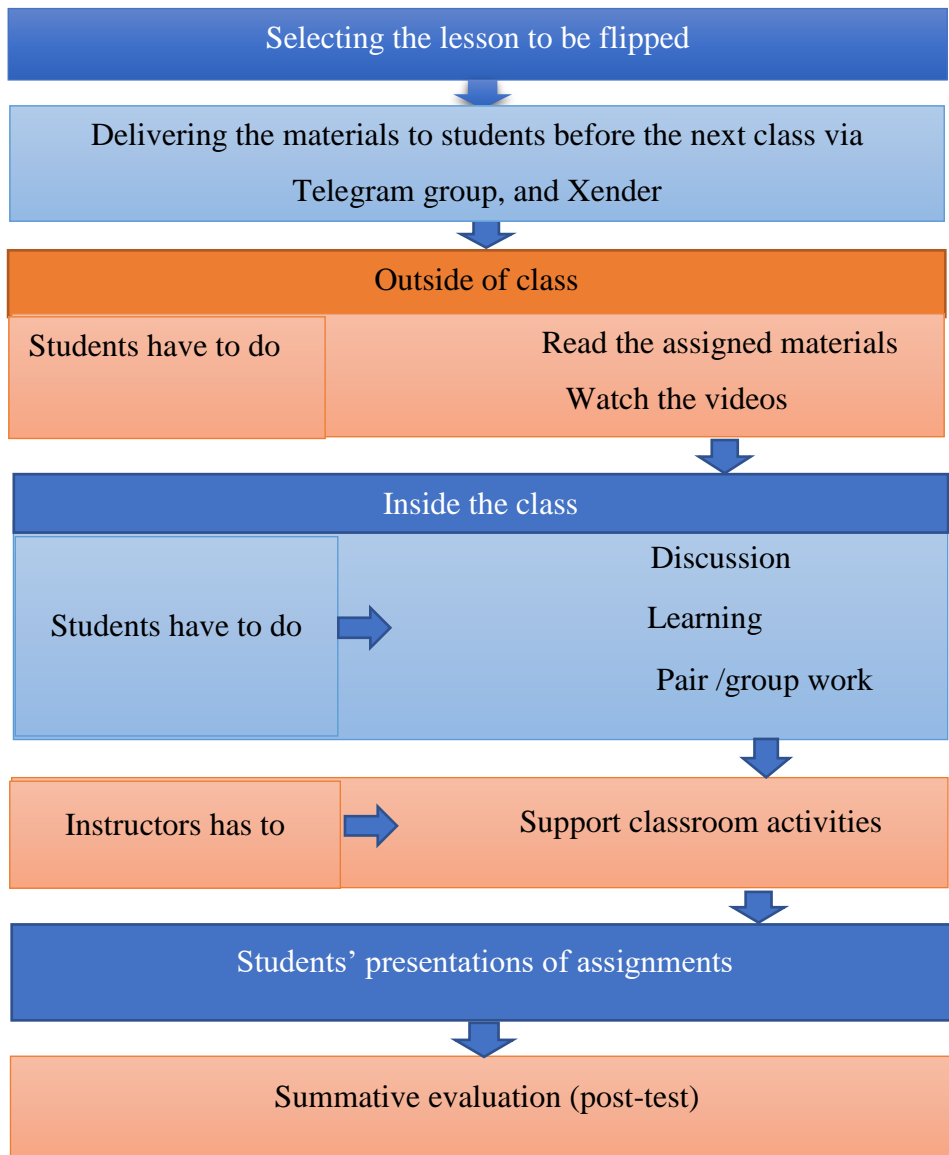 Selecting the lesson to be flipped
Delivering the materials to students before the next class via
Telegram group, and Xender
Outside of class
Students have to do
Read the assigned materials
Watch the videos
Inside the class
Students have to do
Discussion
Learning
Pair /group work
Instructors has to
Support classroom activities
Students’ presentations of assignments
Summative evaluation (post-test)